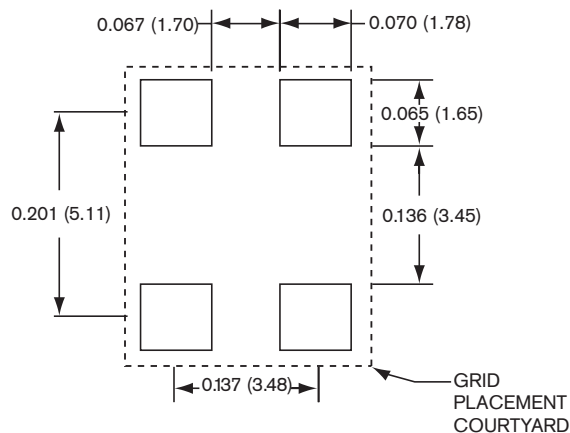 0.067 (1.70)
0.070 (1.78)
0.065 (1.65)
0.201 (5.11)
0.136 (3.45)
0.137 (3.48)
GRID
PLACEMENT
COURTYARD